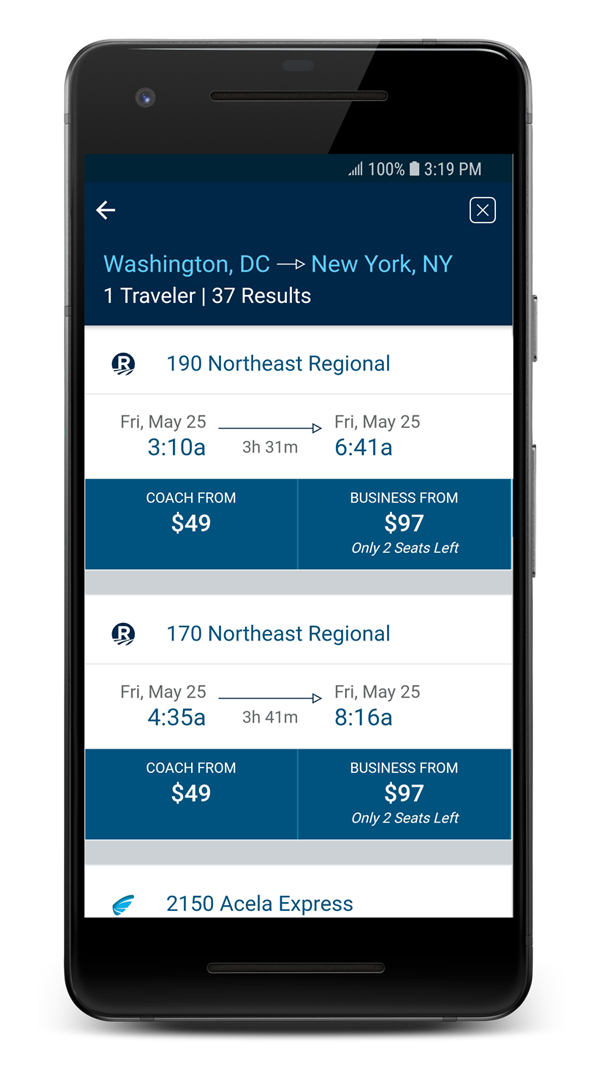 100% 3:19 PM
Washington, DC New York, NY
1 Traveler | 37 Results
R 190 Northeast Regional
Fri, May 25 Fri, May 25
3:10a 3h 31m 6:41a
COACH FROM BUSINESS FROM
$49 $97
Only 2 Seats Left
R 170 Northeast Regional
Fri, May 25 Fri, May 25
4:35a 3h 41m 8:16a
COACH FROM BUSINESS FROM
$49 $97
Only 2 Seats Left
2150 Acela Express